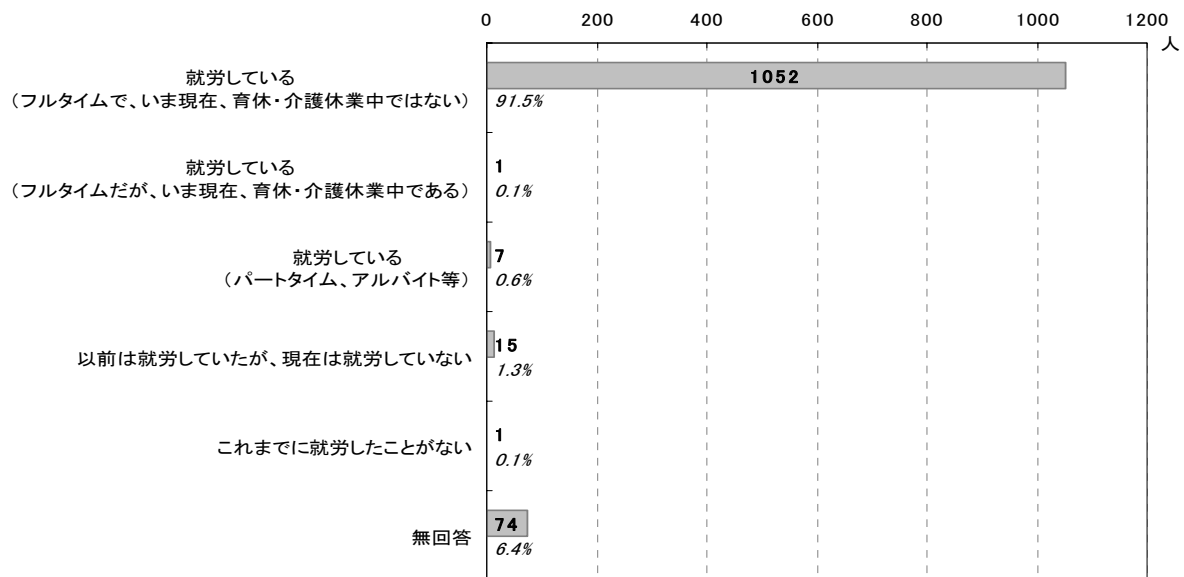 0 200 400 600 800 1000 1200
人
就労している
（フルタイムで、いま現在、育休・介護休業中ではない）
1052
91.5%
就労している
（フルタイムだが、いま現在、育休・介護休業中である）
1
0.1%
就労している
（パートタイム、アルバイト等）
7
0.6%
以前は就労していたが、現在は就労していない
15
1.3%
これまでに就労したことがない
1
0.1%
無回答
74
6.4%